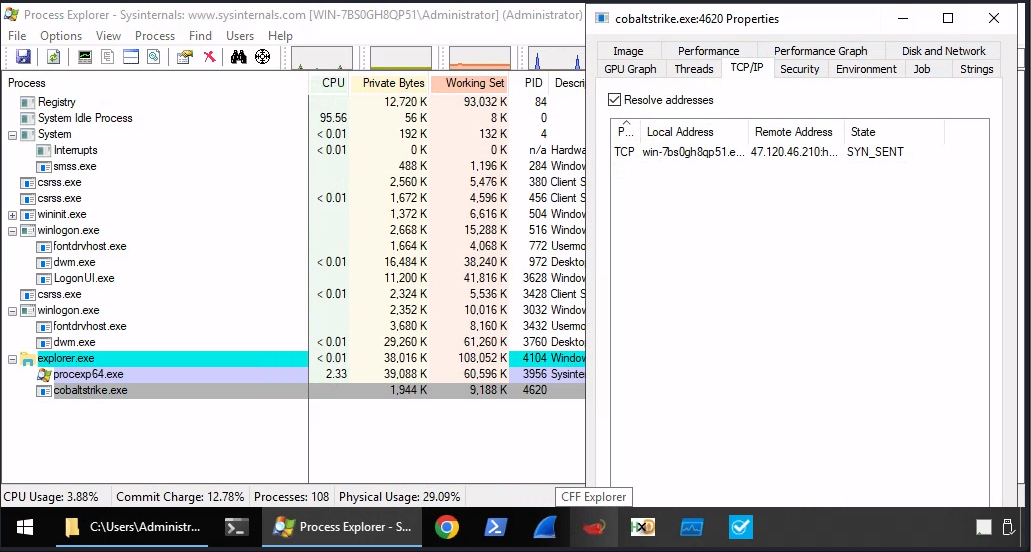 Process Explorer - Sysinternals: www.sysinternals.com [WIN-7BS0GH8QP51\Administrator] (Administrator)
File Options View Process Find Users Help
Process CPU Private Bytes Working Set PID Descri
Registry 12,720 K 93,032 K 84
System Idle Process 95.56 56 K 8 K 0
System < 0.01 192 K 132 K 4
Interrupts < 0.01 0 K 0 K n/a Hardwa
smss.exe 488 K 1,196 K 284 Window
csrss.exe 2,560 K 5,476 K 380 Client S
csrss.exe < 0.01 1,672 K 4,596 K 456 Client S
wininit.exe 1,372 K 6,616 K 504 Window
winlogon.exe 2,668 K 15,288 K 516 Window
fontdrvhost.exe 1,664 K 4,068 K 772 Usermo
dwm.exe < 0.01 16,484 K 38,240 K 972 Deskto
LogonUI.exe 11,200 K 41,816 K 3628 Window
csrss.exe < 0.01 2,324 K 5,536 K 3428 Client S
winlogon.exe 2,352 K 10,016 K 3032 Window
fontdrvhost.exe 3,680 K 8,160 K 3432 Usermo
dwm.exe < 0.01 29,260 K 61,260 K 3760 Deskto
explorer.exe < 0.01 38,016 K 108,052 K 4104 Window
procexp64.exe 2.33 39,088 K 60,596 K 3956 Sysinte
cobaltstrike.exe 1,944 K 9,188 K 4620
CPU Usage: 3.88% Commit Charge: 12.78% Processes: 108 Physical Usage: 29.09%
cobaltstrike.exe:4620 Properties
Image Performance Performance Graph Disk and Network
GPU Graph Threads TCP/IP Security Environment Job Strings
Resolve addresses
P... Local Address Remote Address State
TCP win-7bs0gh8qp51.e... 47.120.46.210:h... SYN_SENT
CFF Explorer
C:\Users\Administr... Process Explorer - S...